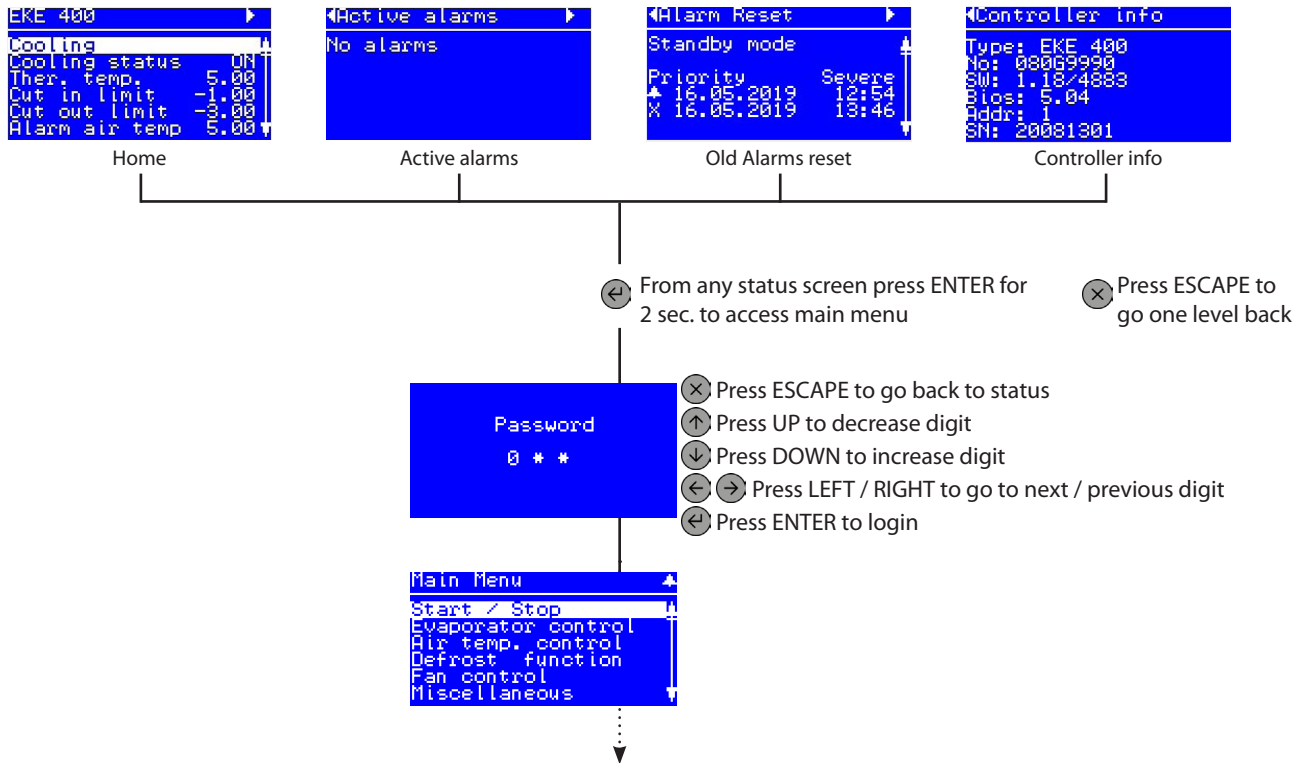 EKE 400
Cooling
Cooling status ON
Ther. temp. 5.00
Cut in limit -1.00
Cut out limit -3.00
Alarm air temp 5.00
Home
Active alarms
No alarms
Active alarms
Alarm Reset
Standby mode
Priority Severe
16.05.2019 12:54
X 16.05.2019 13:46
Old Alarms reset
Controller info
Type: EKE 400
No: 080G9990
SW: 1.18/4883
Bios: 5.04
Addr: 1
SN: 20081301
Controller info
From any status screen press ENTER for
2 sec. to access main menu
Press ESCAPE to
go one level back
Password
0 * *
Press ESCAPE to go back to status
Press UP to decrease digit
Press DOWN to increase digit
Press LEFT / RIGHT to go to next / previous digit
Press ENTER to login
Main Menu
Start / Stop
Evaporator control
Air temp. control
Defrost function
Fan control
Miscellaneous